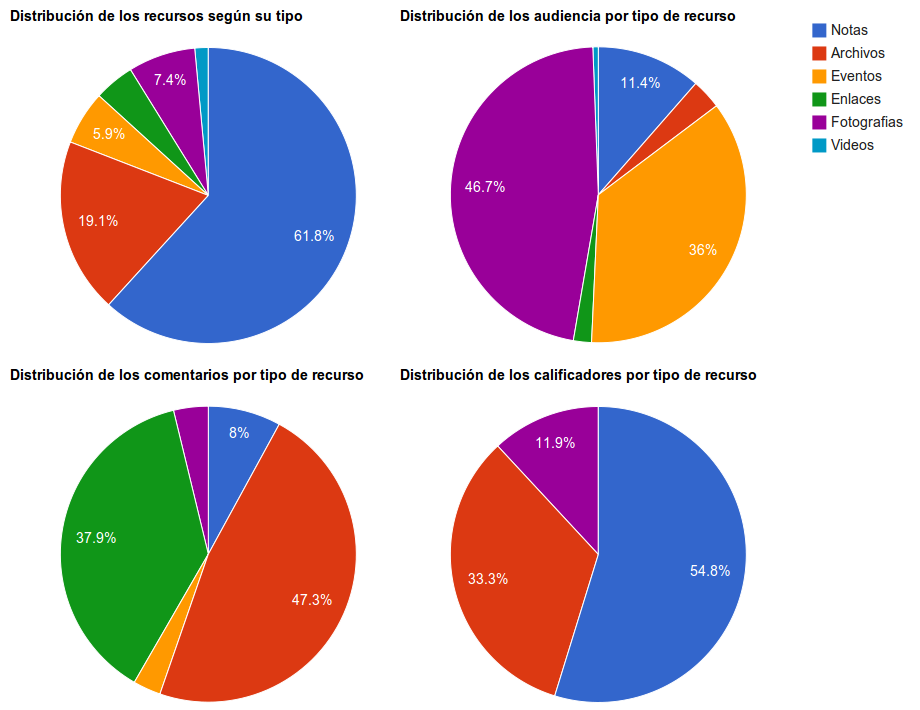 Distribución de los recursos según su tipo
7.4%
5.9%
19.1%
61.8%
Distribución de los audiencia por tipo de recurso
11.4%
46.7%
36%
Notas
Archivos
Eventos
Enlaces
Fotografias
Videos
Distribución de los comentarios por tipo de recurso
8%
37.9%
47.3%
Distribución de los calificadores por tipo de recurso
11.9%
54.8%
33.3%